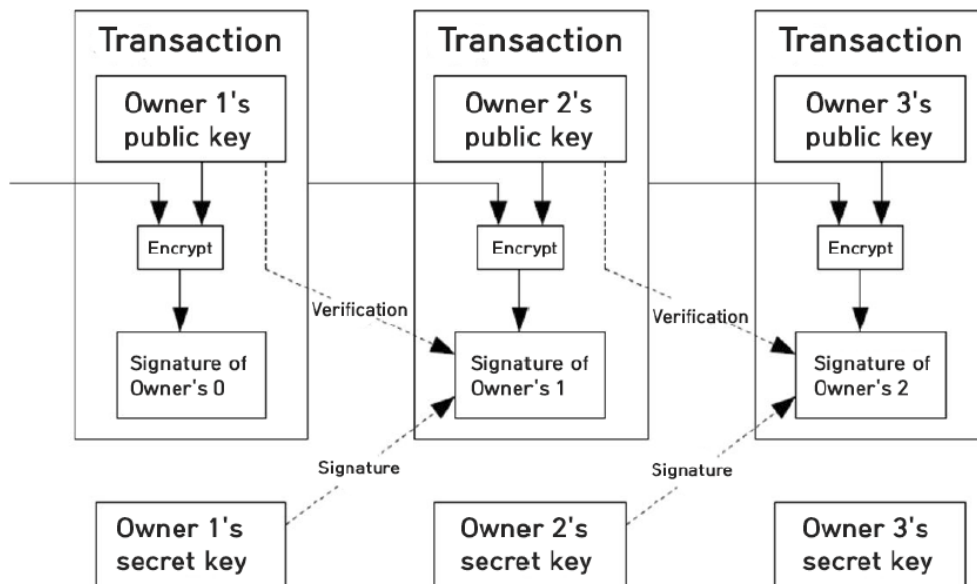 Transaction
Transaction
Transaction
Owner 1's
public key
Owner 2's
public key
Owner 3's
public key
Encrypt
Encrypt
Encrypt
Verification
Verification
Signature of
Owner's 0
Signature of
Owner's 1
Signature of
Owner's 2
Signature
Signature
Owner 1's
secret key
Owner 2's
secret key
Owner 3's
secret key